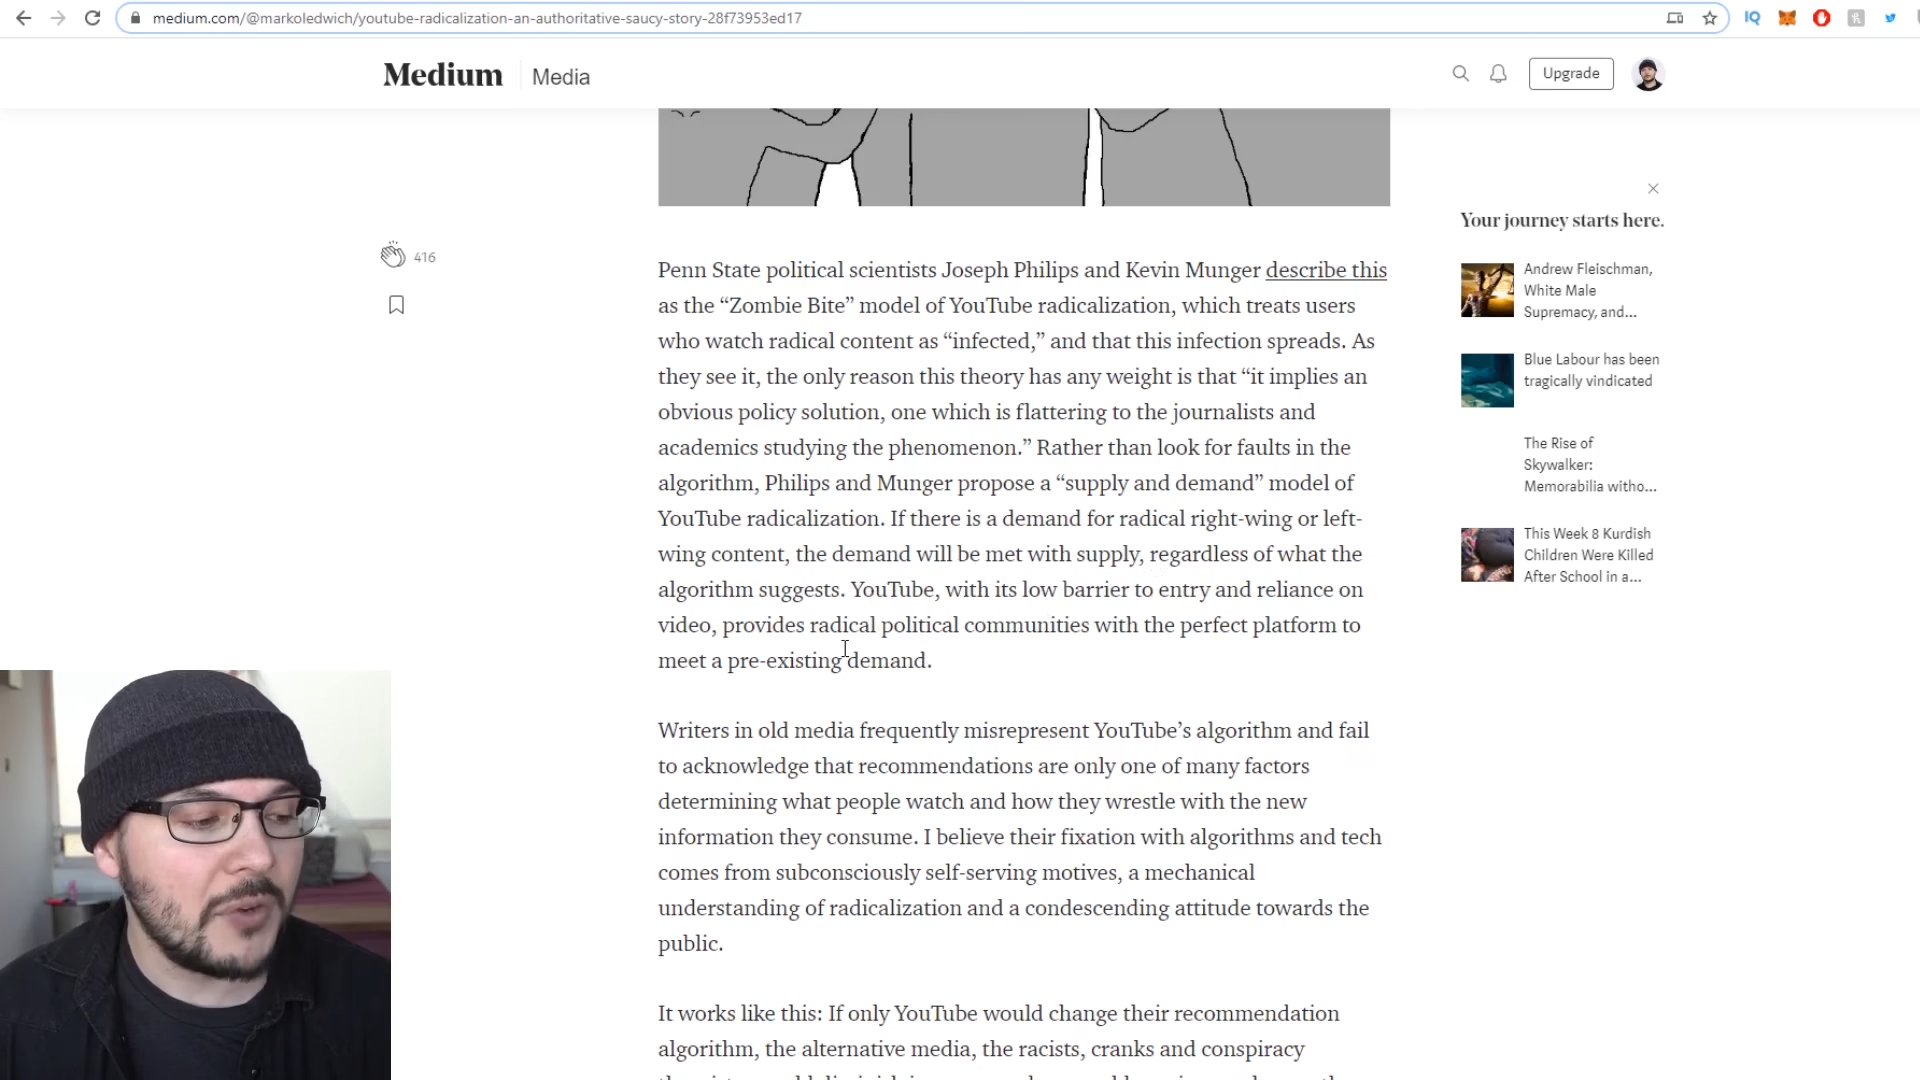 medium.com/@markoledwich/youtube-radicalization-an-authoritative-saucy-story-28f73953ed17
IQ
Medium
Media
Upgrade
416
Penn State political scientists Joseph Philips and Kevin Munger describe this
as the “Zombie Bite” model of YouTube radicalization, which treats users
who watch radical content as “infected,” and that this infection spreads. As
they see it, the only reason this theory has any weight is that “it implies an
obvious policy solution, one which is flattering to the journalists and
academics studying the phenomenon.” Rather than look for faults in the
algorithm, Philips and Munger propose a “supply and demand” model of
YouTube radicalization. If there is a demand for radical right-wing or left-
wing content, the demand will be met with supply, regardless of what the
algorithm suggests. YouTube, with its low barrier to entry and reliance on
video, provides radical political communities with the perfect platform to
meet a pre-existing demand.
Writers in old media frequently misrepresent YouTube’s algorithm and fail
to acknowledge that recommendations are only one of many factors
determining what people watch and how they wrestle with the new
information they consume. I believe their fixation with algorithms and tech
comes from subconsciously self-serving motives, a mechanical
understanding of radicalization and a condescending attitude towards the
public.
It works like this: If only YouTube would change their recommendation
algorithm, the alternative media, the racists, cranks and conspiracy
Your journey starts here.
Andrew Fleischman,
White Male
Supremacy, and...
Blue Labour has been
tragically vindicated
The Rise of
Skywalker:
Memorabilia witho...
This Week 8 Kurdish
Children Were Killed
After School in a...